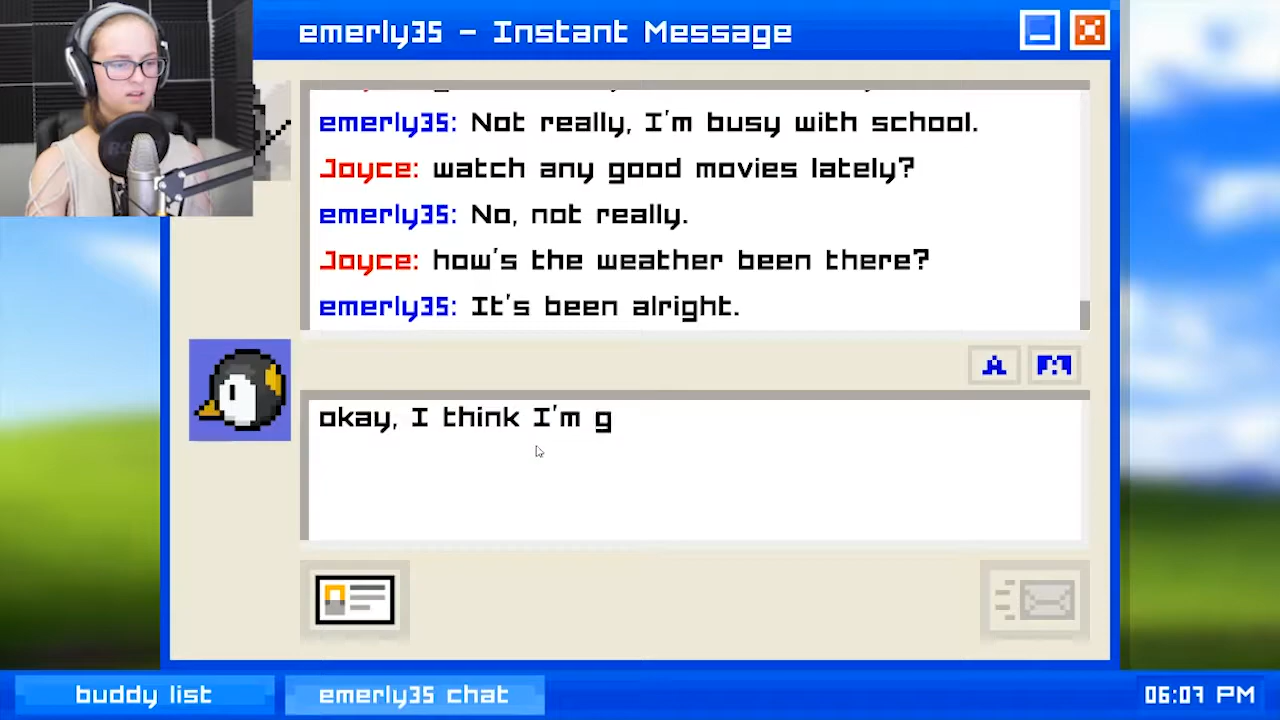 emerly35 - Instant Message
emerly35: Not really, I'm busy with school.
Joyce: watch any good movies lately?
emerly35: No, not really.
Joyce: how's the weather been there?
emerly35: It's been alright.
A
okay, I think I'm g
buddy list
emerly35 chat
06:07 PM